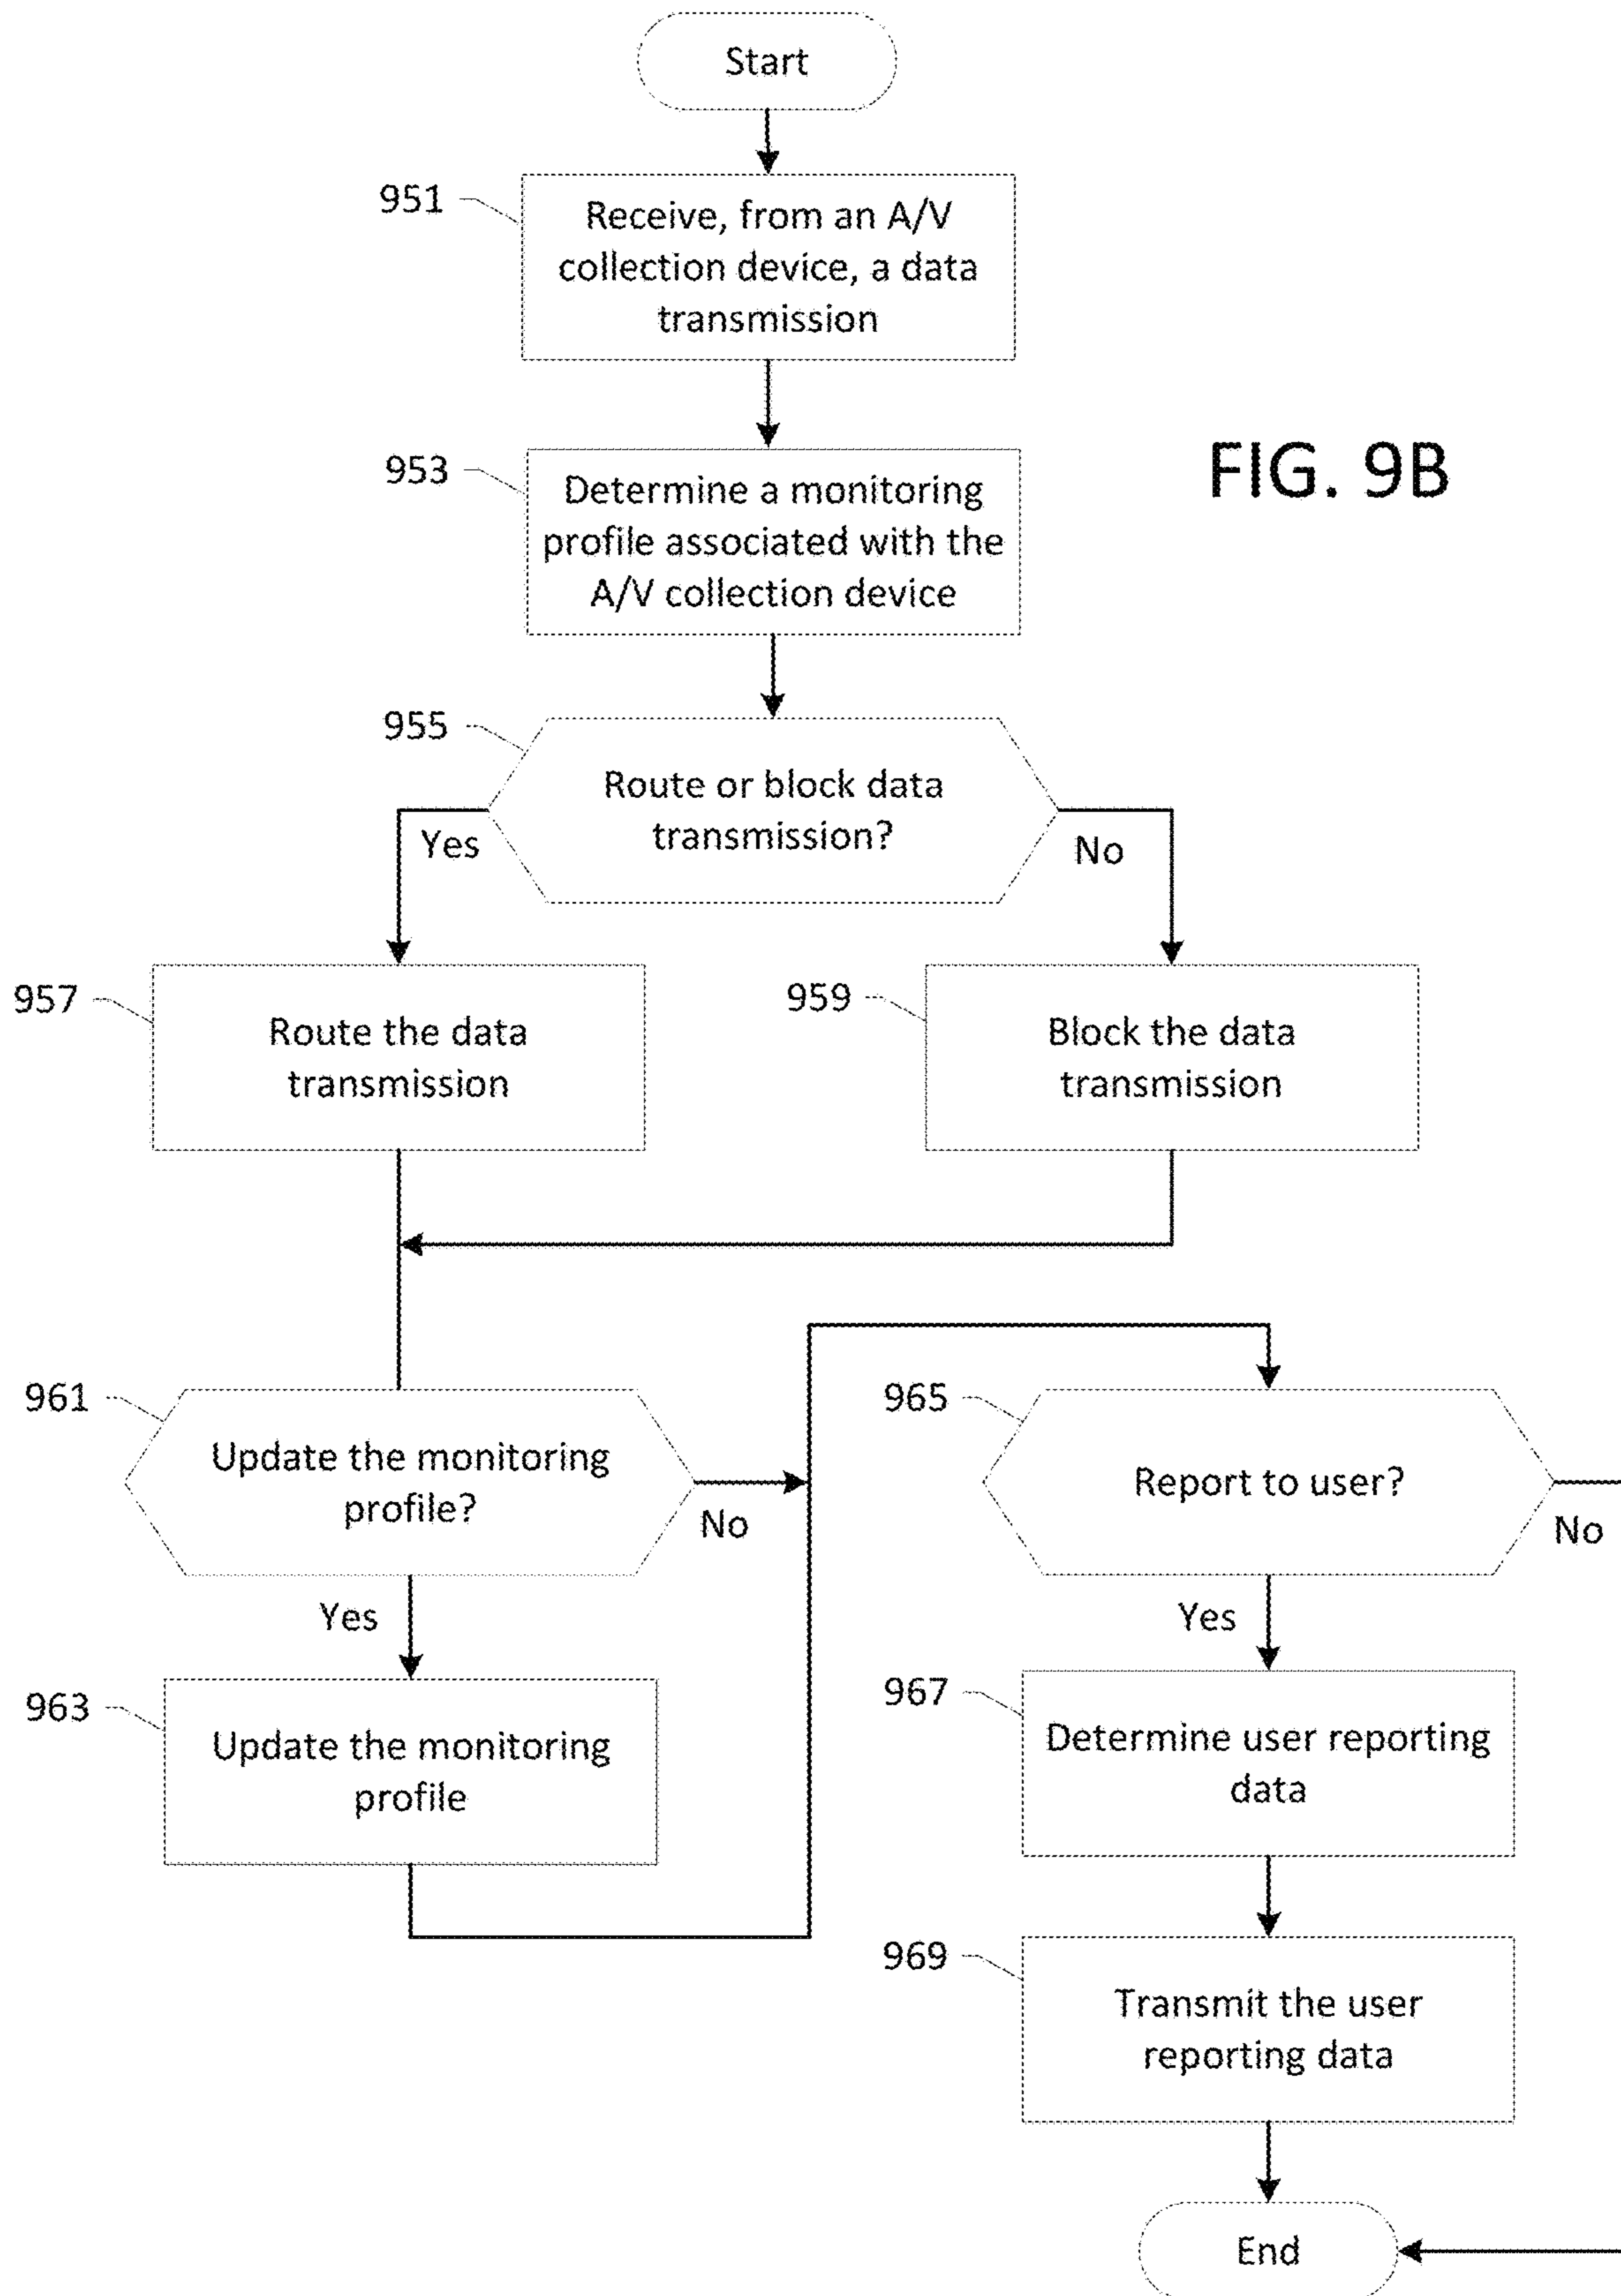 Start
951
Receive, from an A/V
collection device, a data
transmission
FIG. 9B
953
Determine a monitoring
profile associated with the
A/V collection device
955
Route or block data
transmission?
Yes
No
957
Route the data
transmission
959
Block the data
transmission
961
Update the monitoring
profile?
No
Yes
963
Update the monitoring
profile
965
Report to user?
No
Yes
967
Determine user reporting
data
969
Transmit the user
reporting data
End